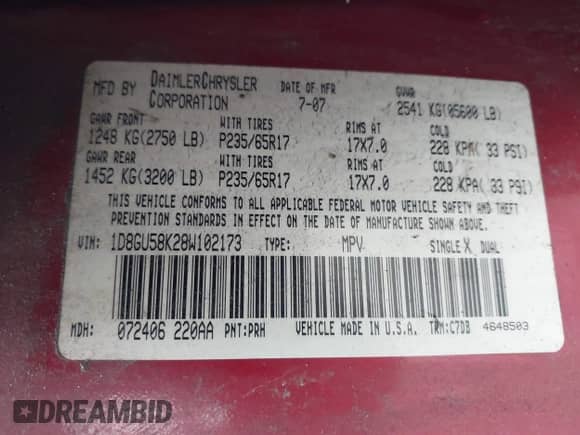 MFD BY DAIMLERCHRYSLER CORPORATION DATE OF MFR 7-07 GVWR 2541 KG(05600 LB)
GAWR FRONT WITH TIRES RIMS AT COLD
1248 KG(2750 LB) P235/65R17 17X7.0 228 KPA( 33 PSI)
GAWR REAR WITH TIRES RIMS AT COLD
1452 KG(3200 LB) P235/65R17 17X7.0 228 KPA( 33 PSI)
THIS VEHICLE CONFORMS TO ALL APPLICABLE FEDERAL MOTOR VEHICLE SAFETY AND THEFT
PREVENTION STANDARDS IN EFFECT ON THE DATE OF MANUFACTURE SHOWN ABOVE.
VIN: 1D8GU58K28W102173 TYPE: MPV SINGLE X DUAL
MDH: 072406 220AA PNT:PRH VEHICLE MADE IN U.S.A. TRM:C7DB 4648503
DREAMBID